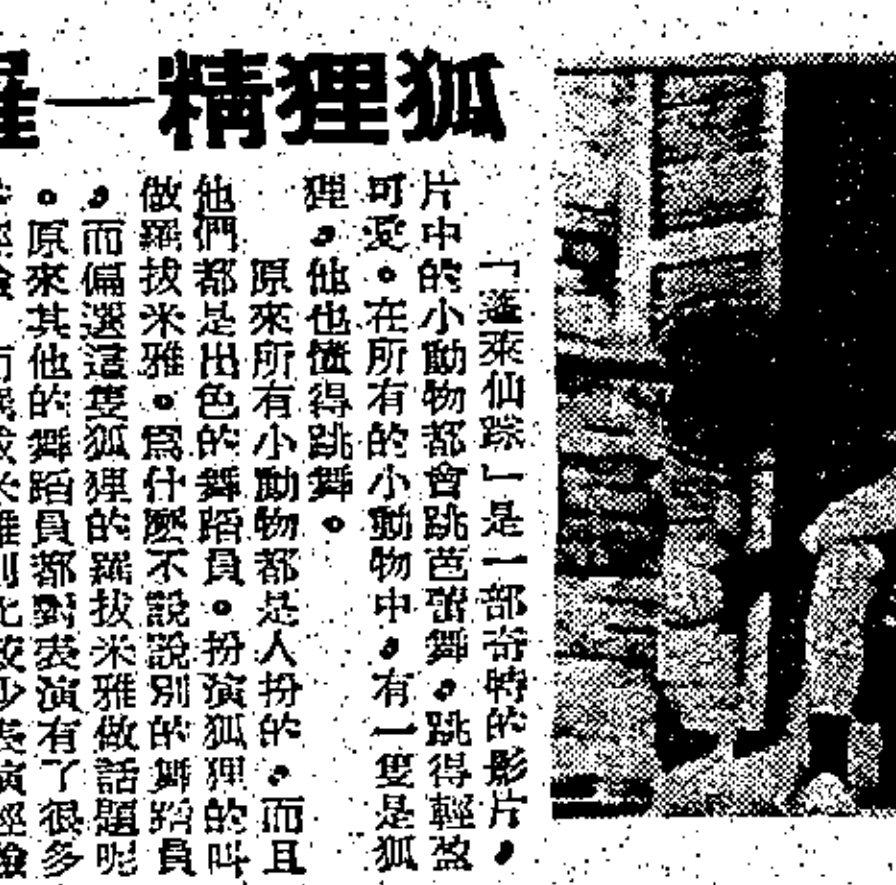 狐狸精—羅
「蓬萊仙踪」是一部奇特的影片,
片中的小動物都會跳芭蕾舞,跳得輕盈
可愛。在所有的小動物中,有一隻是狐
狸,他也懂得跳舞。
原來所有小動物都是人扮的,而且
他們都是出色的舞蹈員。扮演狐狸的叫
做羅拔米雅。爲什麽不說說別的舞蹈員
,而偏選這隻狐狸的羅拔米雅做話題呢
。原來其他的舞蹈員都對表演有了很多